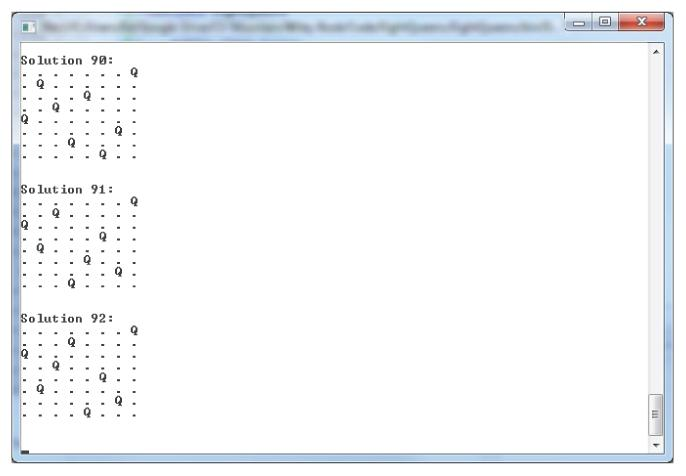 Solution 90:
. . . . . . . Q
. Q . . . . . .
. . . . Q . . .
. . Q . . . . .
Q . . . . . . .
. . . . . . Q .
. . . Q . . . .
. . . . . Q . .
Solution 91:
. . . . . . . Q
. . Q . . . . .
Q . . . . . . .
. . . . . Q . .
. Q . . . . . .
. . . . Q . . .
. . . . . . Q .
. . . Q . . . .
Solution 92:
. . . . . . . Q
. . . Q . . . .
Q . . . . . . .
. . Q . . . . .
. . . . . Q . .
. Q . . . . . .
. . . . . . Q .
. . . . Q . . .